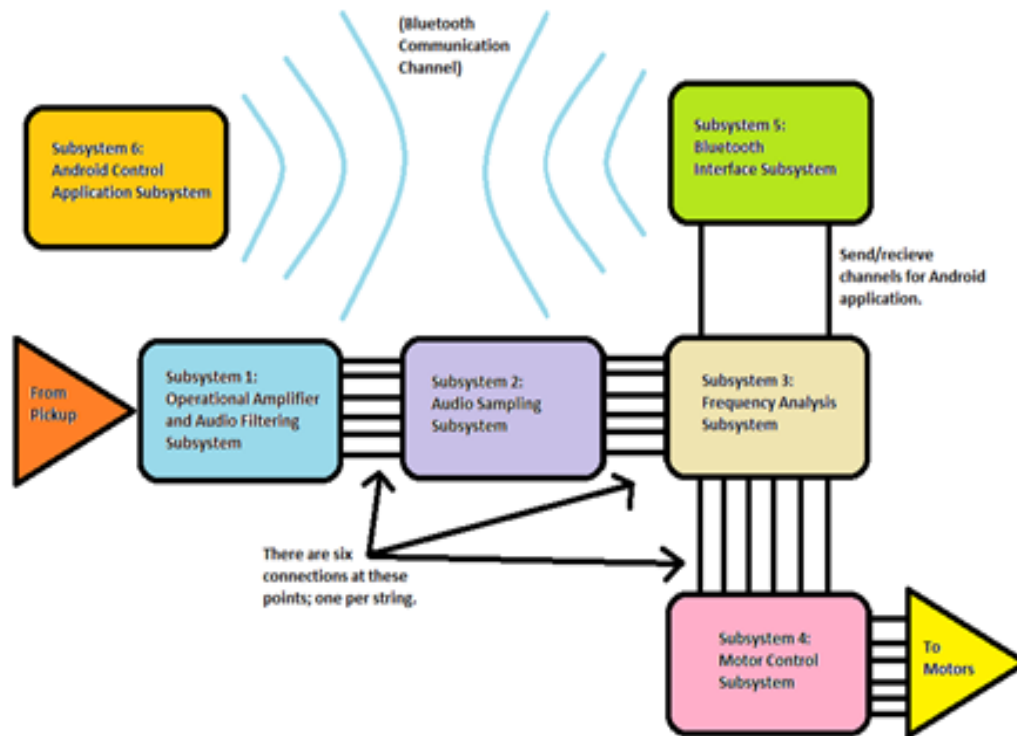 (Bluetooth
Communication
Channel)
Subsystem 6:
Android Control
Application Subsystem
Subsystem 5:
Bluetooth
Interface Subsystem
Send/recieve
channels for Android
application.
From
Pickup
Subsystem 1:
Operational Amplifier
and Audio Filtering
Subsystem
Subsystem 2:
Audio Sampling
Subsystem
Subsystem 3:
Frequency Analysis
Subsystem
There are six
connections at these
points; one per string.
Subsystem 4:
Motor Control
Subsystem
To
Motors